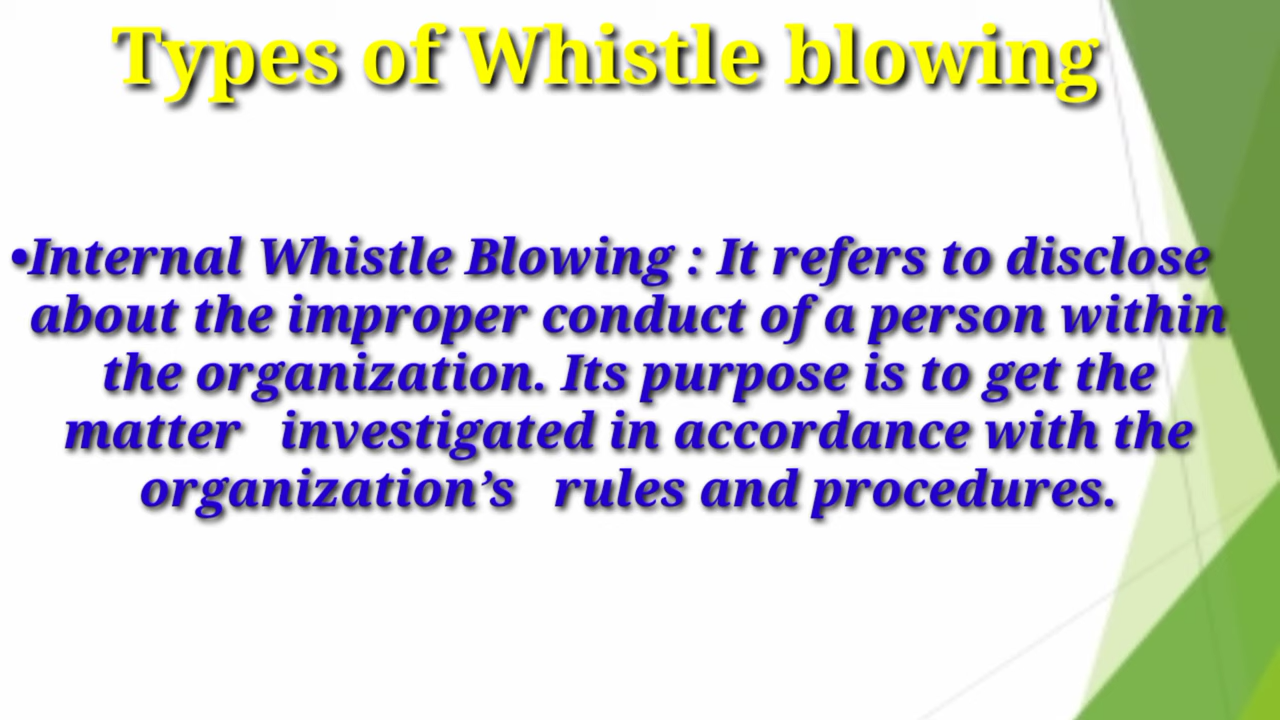 Types of Whistle blowing
•Internal Whistle Blowing : It refers to disclose
about the improper conduct of a person within
the organization. Its purpose is to get the
matter   investigated in accordance with the
organization’s   rules and procedures.